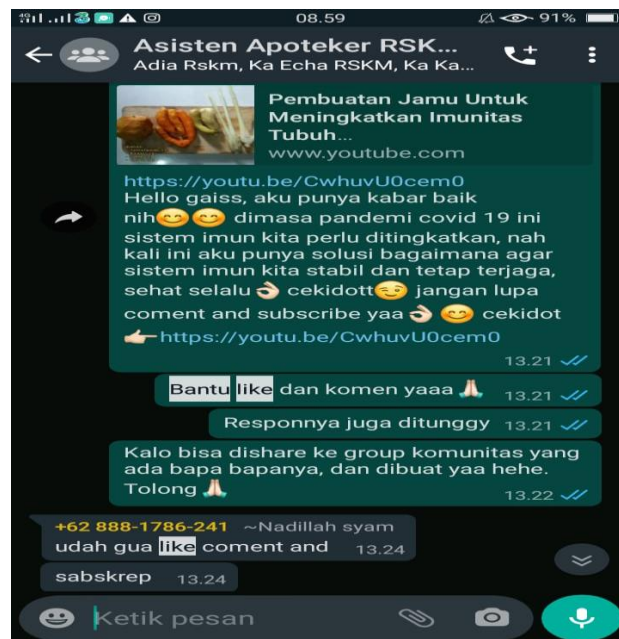 08.59
91%
Asisten Apoteker RSK...
Adia Rskm, Ka Echa RSKM, Ka Ka...
Pembuatan Jamu Untuk
Meningkatkan Imunitas
Tubuh...
www.youtube.com
https://youtu.be/CwhuvU0cem0
Hello gaiss, aku punya kabar baik
nih😊😊 dimasa pandemi covid 19 ini
sistem imun kita perlu ditingkatkan, nah
kali ini aku punya solusi bagaimana agar
sistem imun kita stabil dan tetap terjaga,
sehat selalu👌🏻 cekidott😉 jangan lupa
coment and subscribe yaa👌🏻 😊 cekidot
👉🏻https://youtu.be/CwhuvU0cem0
13.21
Bantu like dan komen yaaa🙏🏻 13.21
Responnya juga ditunggy 13.21
Kalo bisa dishare ke group komunitas yang
ada bapa bapanya, dan dibuat yaa hehe.
Tolong🙏🏻 13.22
+62 888-1786-241 ~Nadillah syam
udah gua like coment and 13.24
sabskrep 13.24
Ketik pesan